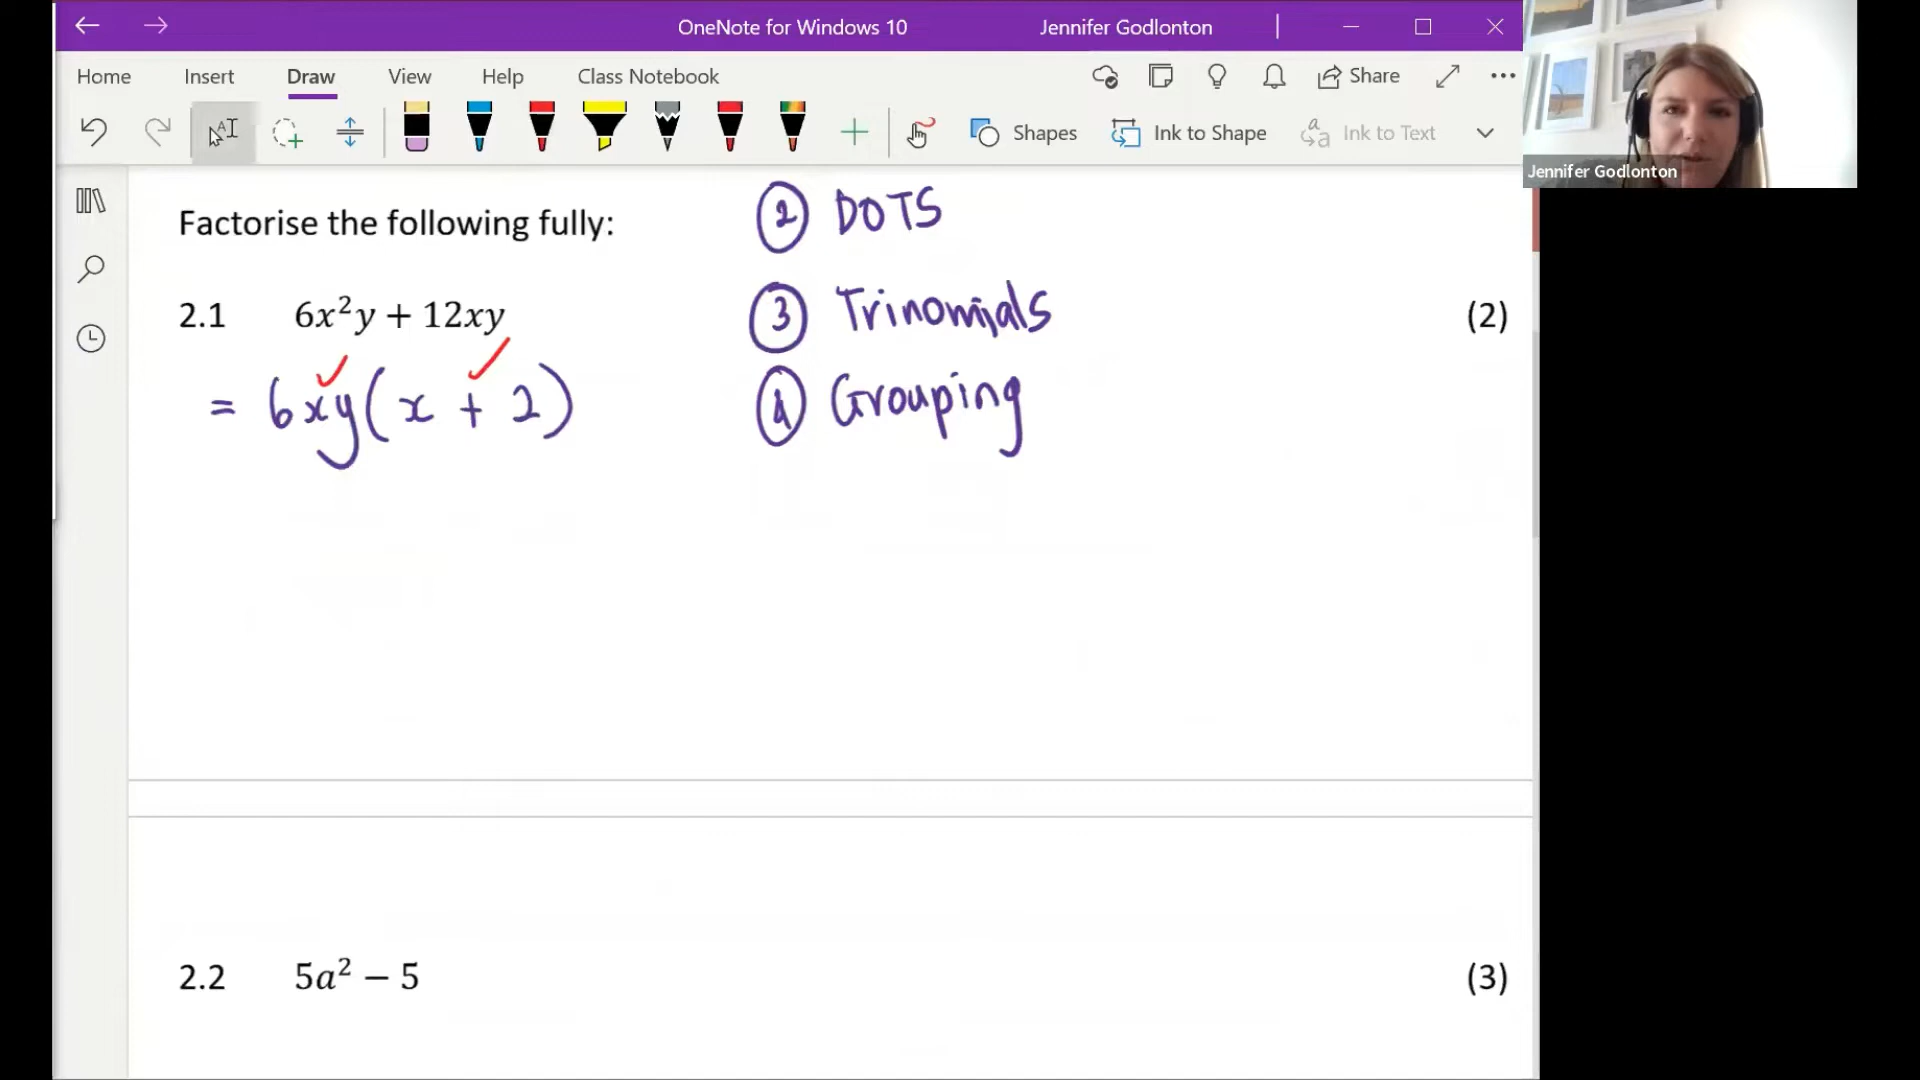 OneNote for Windows 10 Jennifer Godlonton
Home Insert Draw View Help Class Notebook Share
Shapes Ink to Shape Ink to Text
Jennifer Godlonton
Factorise the following fully:
② DOTS
2.1 6x²y + 12xy (2)
③ Trinomials
= 6xy(x + 2)
④ Grouping
2.2 5a² − 5 (3)